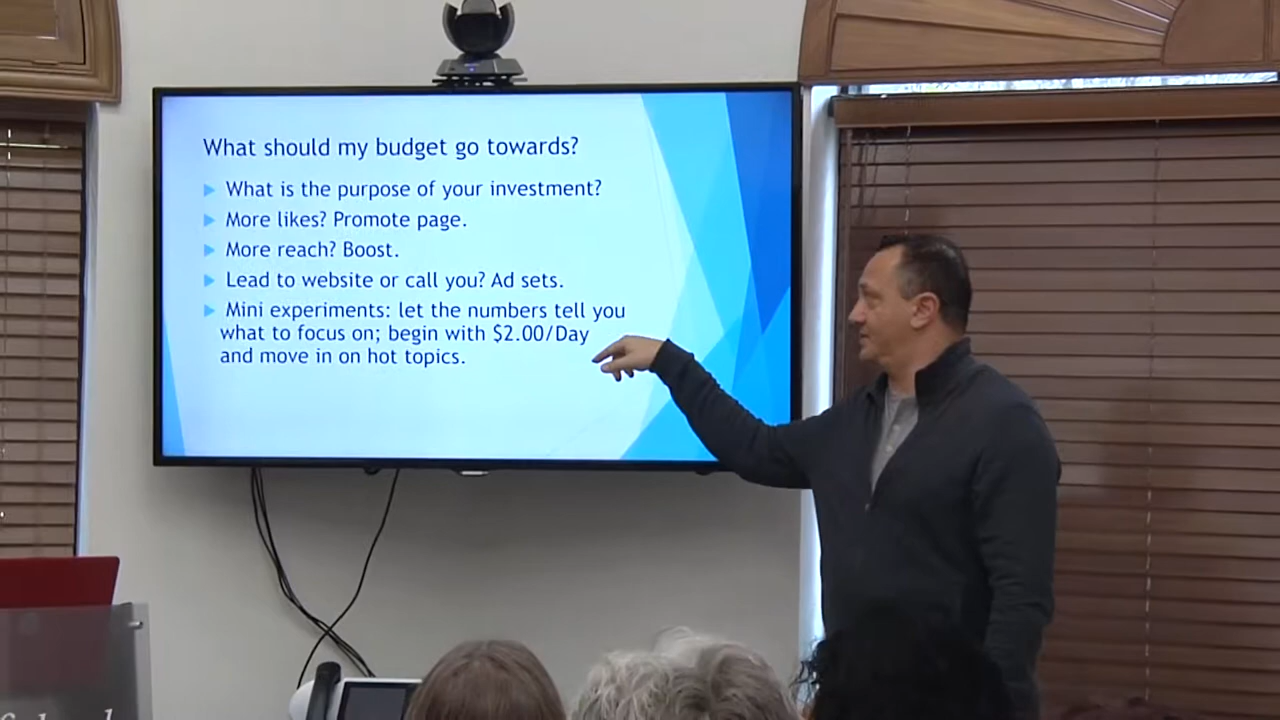 What should my budget go towards?
What is the purpose of your investment?
More likes? Promote page.
More reach? Boost.
Lead to website or call you? Ad sets.
Mini experiments: let the numbers tell you
what to focus on; begin with $2.00/Day
and move in on hot topics.